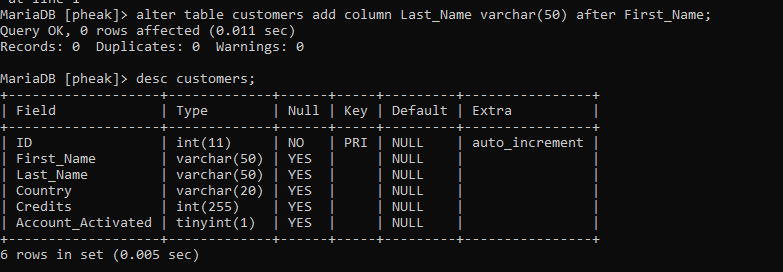 MariaDB [pheak]> alter table customers add column Last_Name varchar(50) after First_Name;
Query OK, 0 rows affected (0.011 sec)
Records: 0  Duplicates: 0  Warnings: 0
MariaDB [pheak]> desc customers;
+-------------------+-------------+------+-----+---------+----------------+
| Field             | Type        | Null | Key | Default | Extra          |
+-------------------+-------------+------+-----+---------+----------------+
| ID                | int(11)     | NO   | PRI | NULL    | auto_increment |
| First_Name        | varchar(50) | YES  |     | NULL    |                |
| Last_Name         | varchar(50) | YES  |     | NULL    |                |
| Country           | varchar(20) | YES  |     | NULL    |                |
| Credits           | int(255)    | YES  |     | NULL    |                |
| Account_Activated | tinyint(1)  | YES  |     | NULL    |                |
+-------------------+-------------+------+-----+---------+----------------+
6 rows in set (0.005 sec)